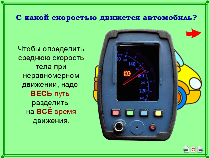 С какой скоростью движется автомобиль?
Чтобы определить
среднюю скорость
тела при
неравномерном
движении, надо
ВЕСЬ путь
разделить
на ВСЁ время
движения.